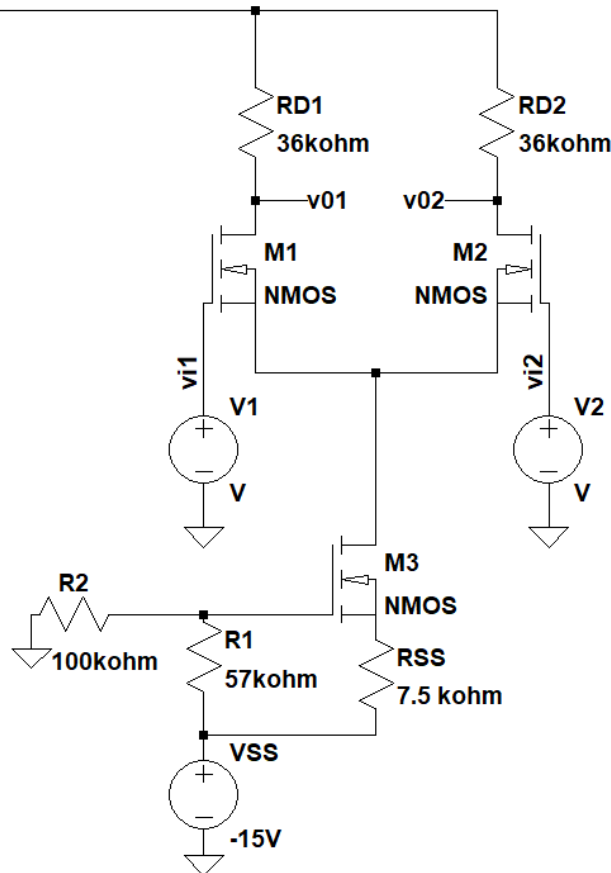 RD1
36kohm
RD2
36kohm
v01
v02
M1
NMOS
M2
NMOS
vi1
vi2
V1
V
V2
V
M3
NMOS
R2
100kohm
R1
57kohm
RSS
7.5 kohm
VSS
-15V